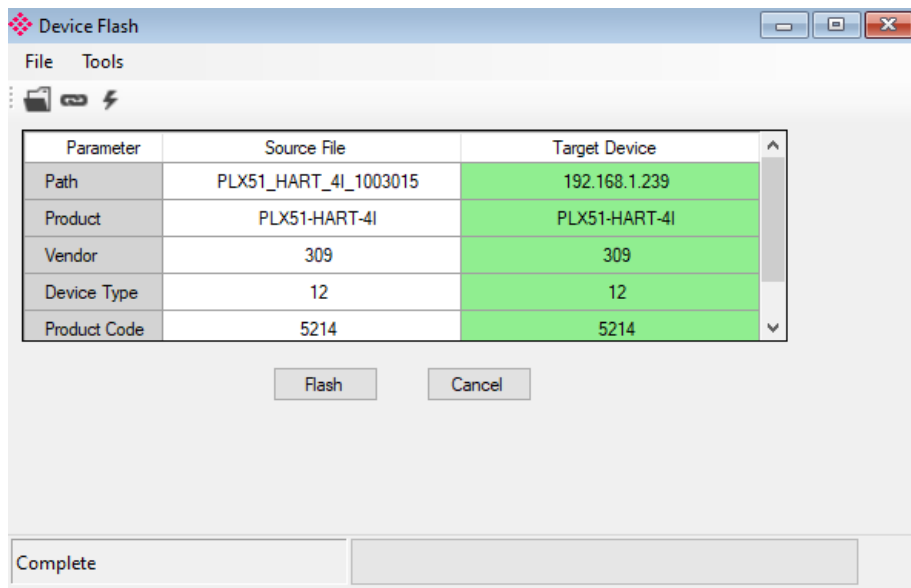 Device Flash
File Tools
Parameter Source File Target Device
Path PLX51_HART_4I_1003015 192.168.1.239
Product PLX51-HART-4I PLX51-HART-4I
Vendor 309 309
Device Type 12 12
Product Code 5214 5214
Flash Cancel
Complete